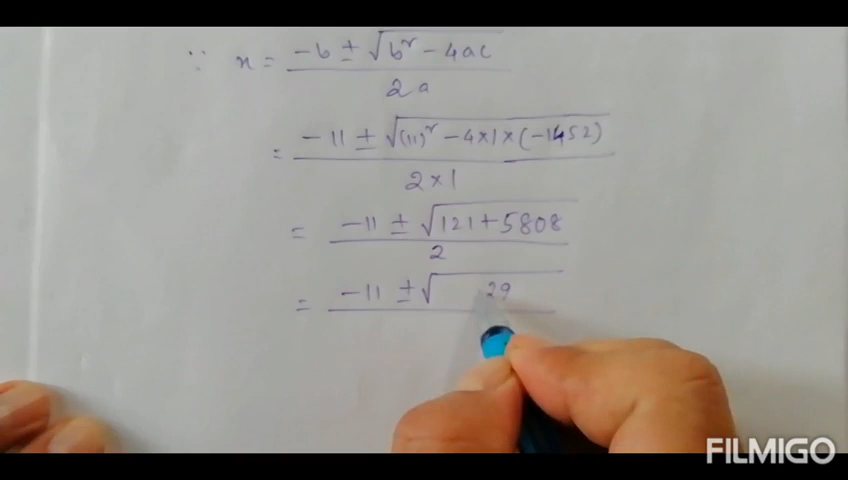 ∵ x = (-b ± √(b² - 4ac)) / 2a
= (-11 ± √((11)² - 4×1×(-1452))) / 2×1
= (-11 ± √(121+5808)) / 2
= -11 ± √( 29
FILMIGO